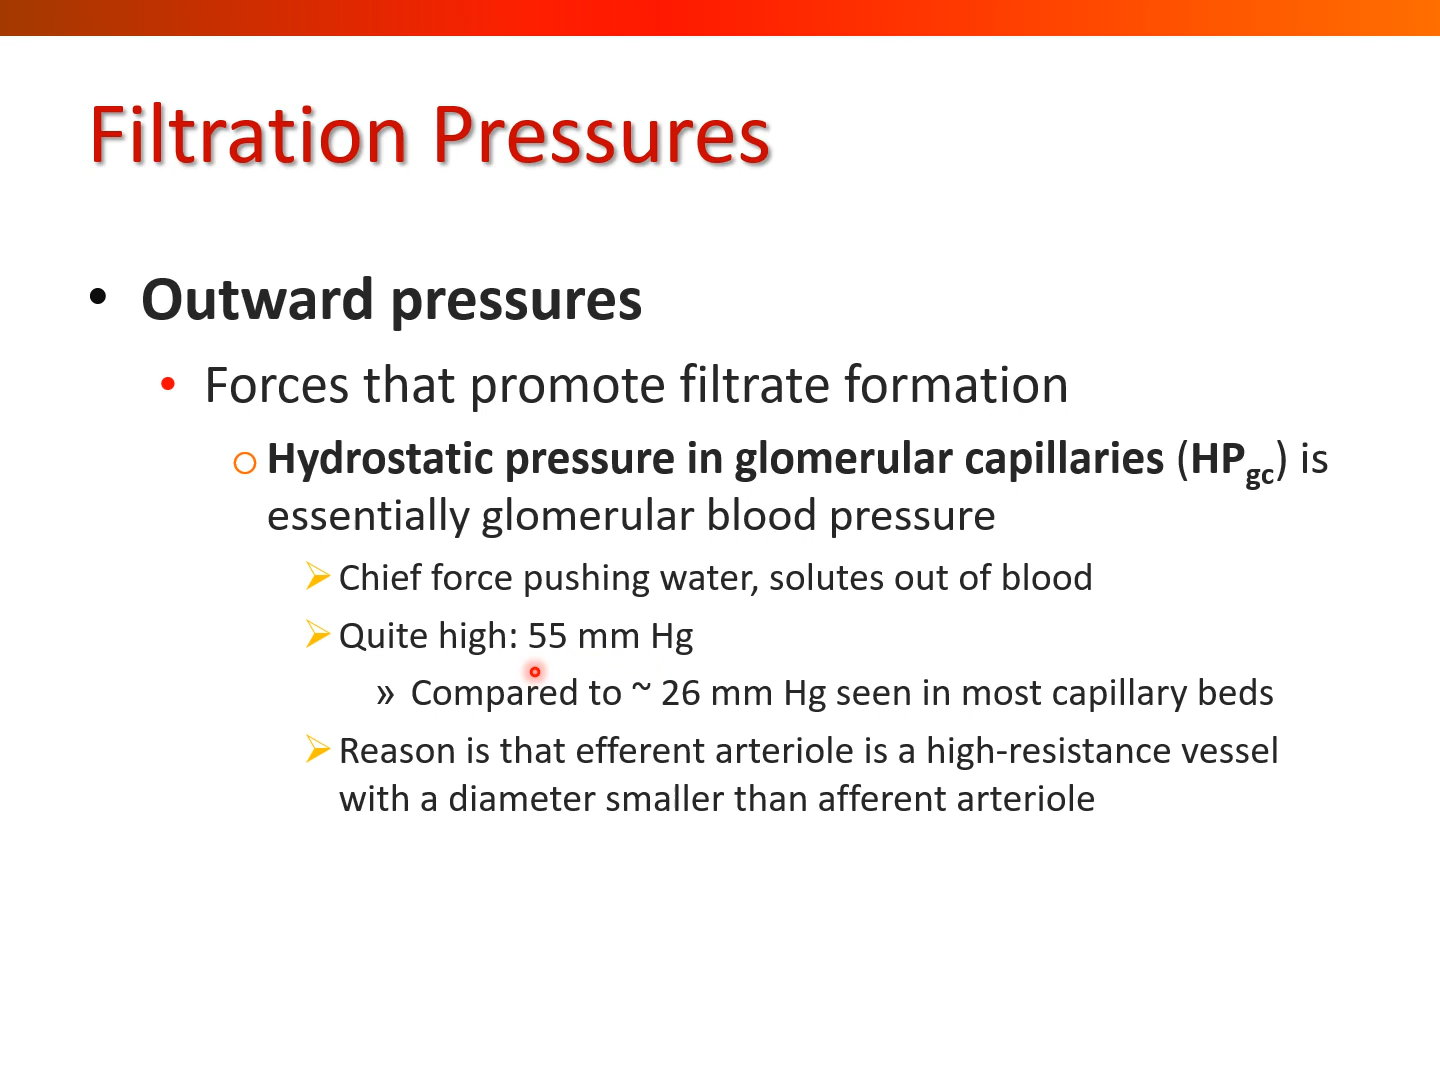 Filtration Pressures
• Outward pressures
• Forces that promote filtrate formation
o Hydrostatic pressure in glomerular capillaries (HPgc) is
essentially glomerular blood pressure
➢ Chief force pushing water, solutes out of blood
➢ Quite high: 55 mm Hg
» Compared to ~ 26 mm Hg seen in most capillary beds
➢ Reason is that efferent arteriole is a high-resistance vessel
with a diameter smaller than afferent arteriole